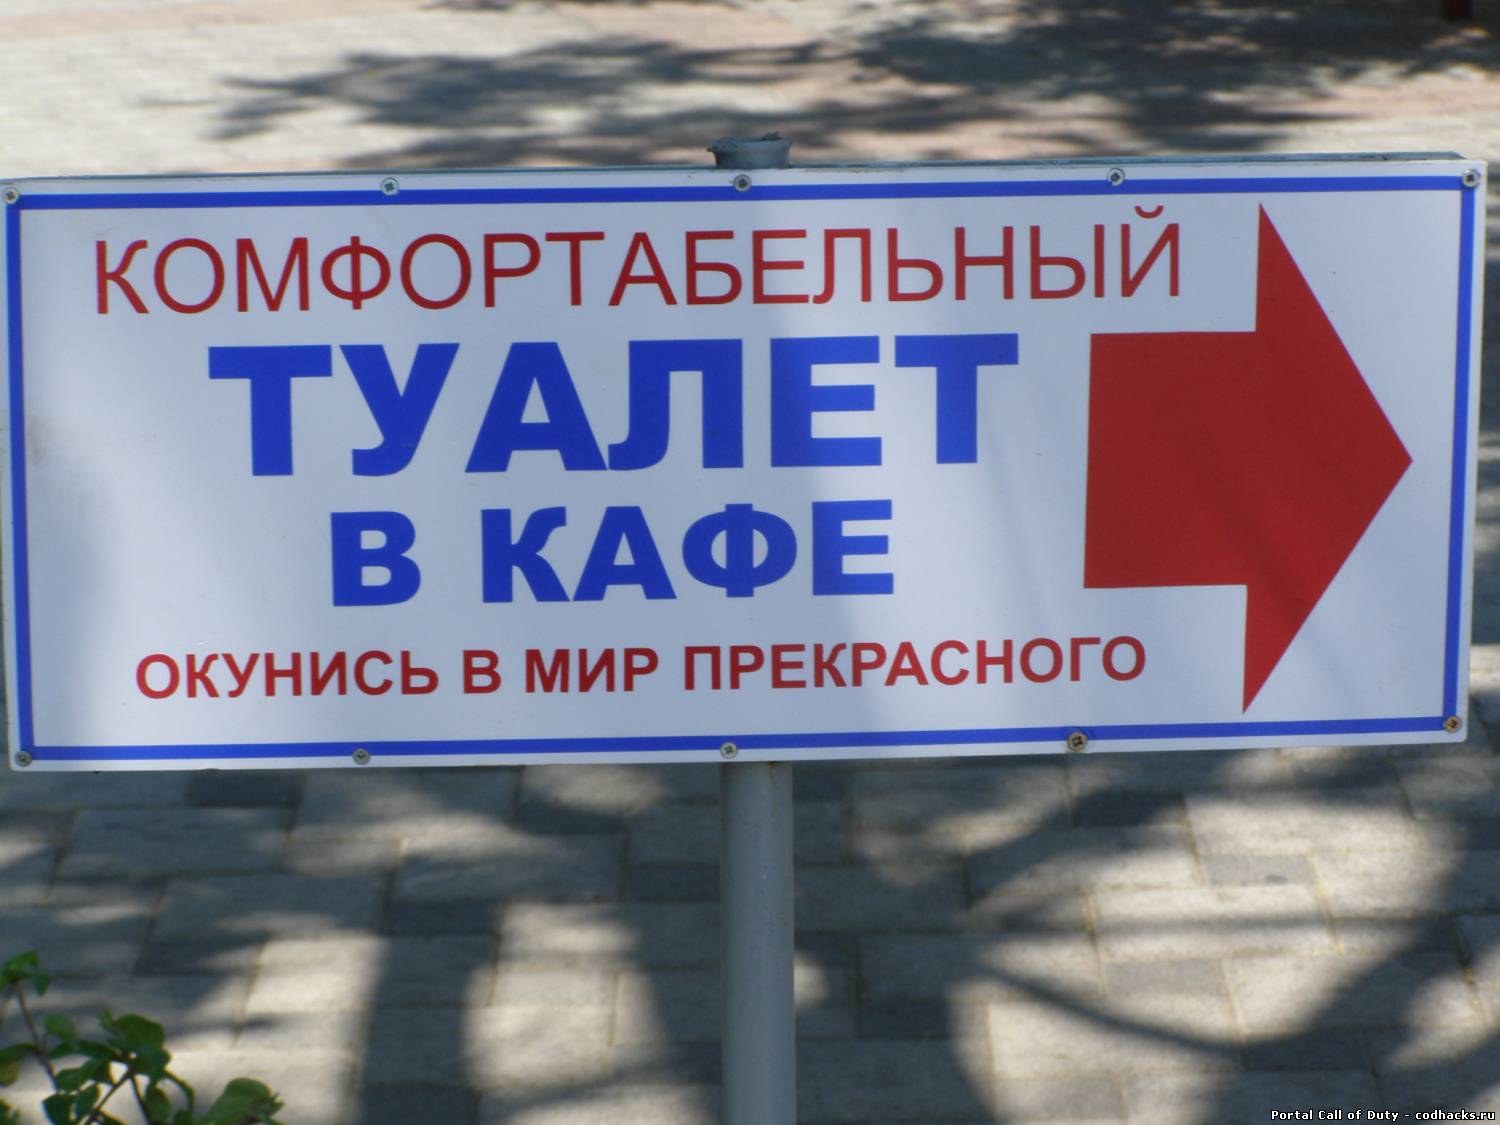 КОМФОРТАБЕЛЬНЫЙ
ТУАЛЕТ
В КАФЕ
ОКУНИСЬ В МИР ПРЕКРАСНОГО
Portal Call of Duty - codhacks.ru